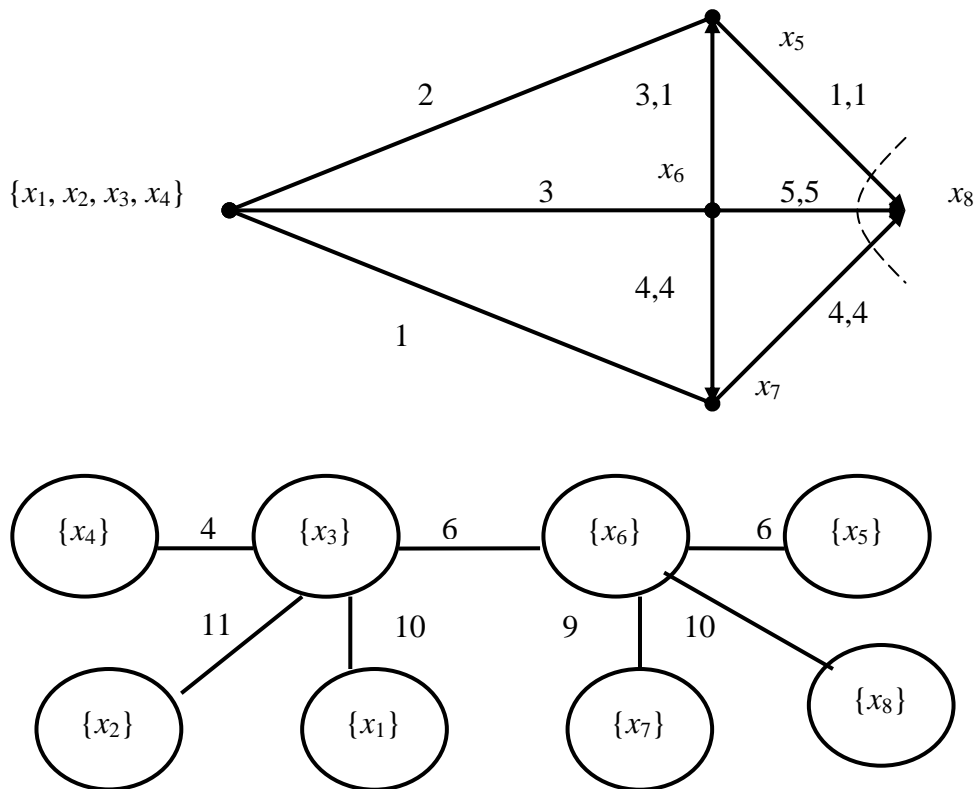 x5
2
3,1
1,1
x6
{x1, x2, x3, x4}
3
5,5
x8
4,4
4,4
1
x7
{x4}
4
{x3}
6
{x6}
6
{x5}
11
10
9
10
{x2}
{x1}
{x7}
{x8}